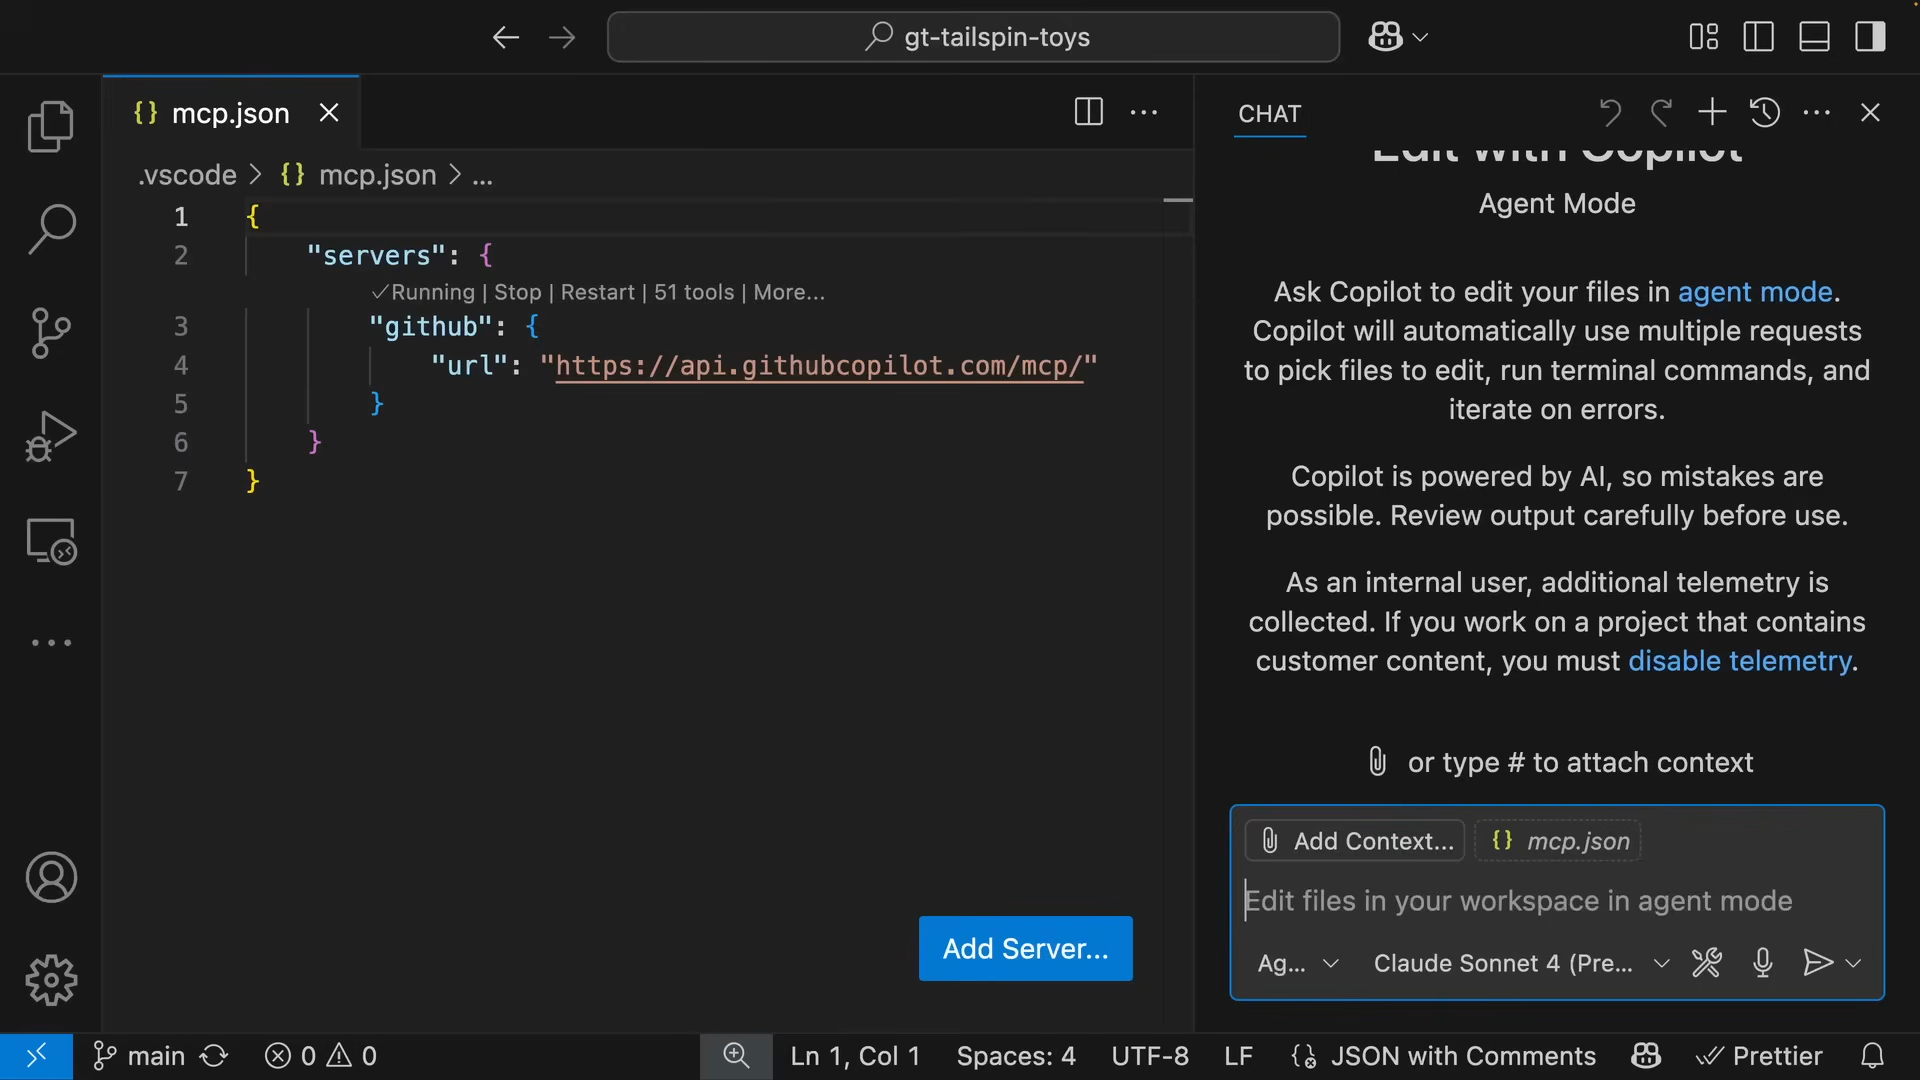 gt-tailspin-toys
{} mcp.json
.vscode > {} mcp.json > ...
1 {
2 "servers": {
✓Running | Stop | Restart | 51 tools | More...
3 "github": {
4 "url": "https://api.githubcopilot.com/mcp/"
5 }
6 }
7 }
Add Server...
CHAT
Edit with Copilot
Agent Mode
Ask Copilot to edit your files in agent mode.
Copilot will automatically use multiple requests
to pick files to edit, run terminal commands, and
iterate on errors.
Copilot is powered by AI, so mistakes are
possible. Review output carefully before use.
As an internal user, additional telemetry is
collected. If you work on a project that contains
customer content, you must disable telemetry.
or type # to attach context
Add Context... {} mcp.json
Edit files in your workspace in agent mode
Ag... Claude Sonnet 4 (Pre...
main 0 0 Ln 1, Col 1 Spaces: 4 UTF-8 LF JSON with Comments Prettier